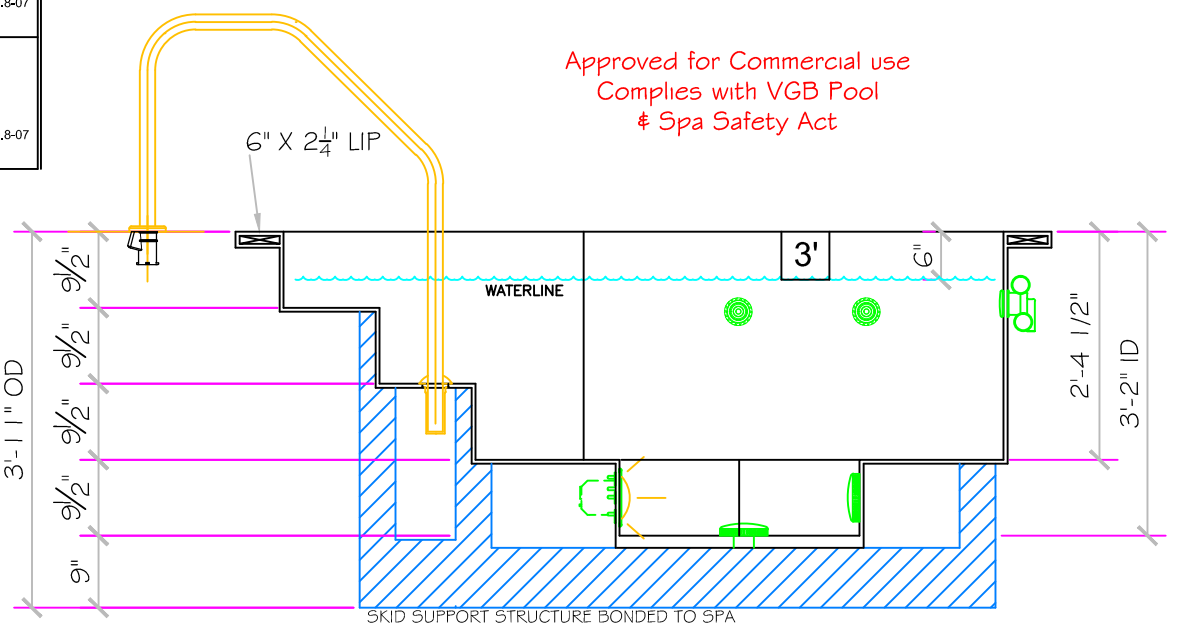 .8-07
.8-07
Approved for Commercial use
Complies with VGB Pool
& Spa Safety Act
6" X 2¼" LIP
3'
6"
WATERLINE
9½"
9½"
9½"
9½"
9"
3'-11" OD
2'-4 1/2"
3'-2" ID
SKID SUPPORT STRUCTURE BONDED TO SPA